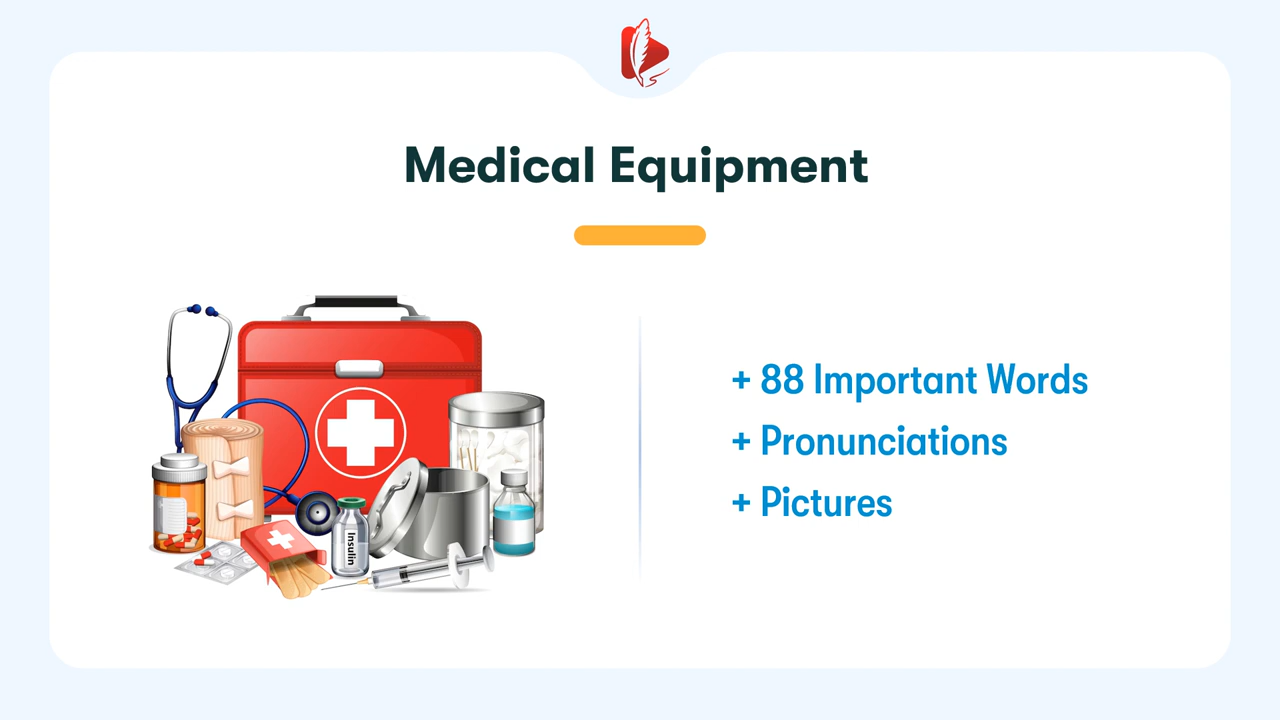 Medical Equipment
+ 88 Important Words
+ Pronunciations
+ Pictures
Insulin